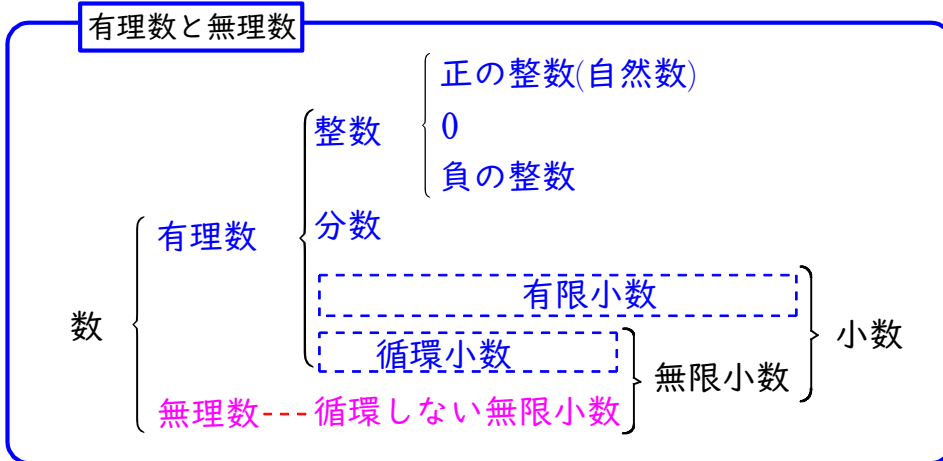 有理数と無理数
正の整数(自然数)
整数 0
負の整数
有理数 分数
有限小数
数 循環小数 小数
無限小数
無理数---循環しない無限小数